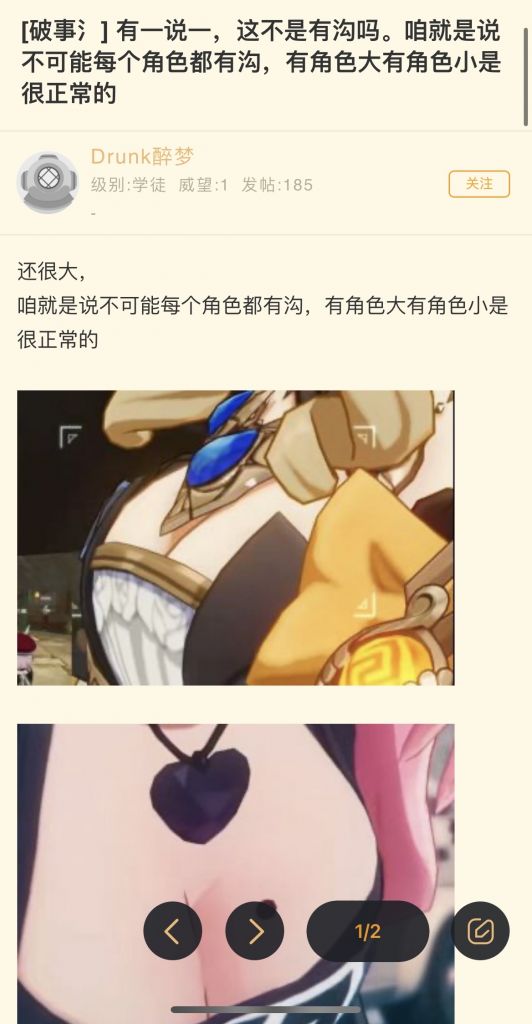 [破事氵] 有一说一，这不是有沟吗。咱就是说
不可能每个角色都有沟，有角色大有角色小是
很正常的
Drunk醉梦
级别:学徒 威望:1 发帖:185
-
关注
还很大，
咱就是说不可能每个角色都有沟，有角色大有角色小是
很正常的
1/2